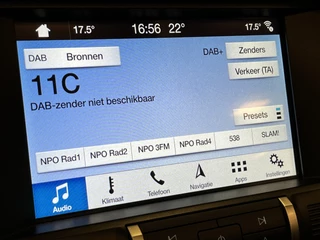 17.5° 16:56 22° 17.5°
DAB Bronnen DAB+ Zenders
11C Verkeer (TA)
DAB-zender niet beschikbaar
Presets
NPO Rad1 NPO Rad2 NPO 3FM NPO Rad4 538 SLAM!
Audio Klimaat Telefoon Navigatie Apps Instellingen